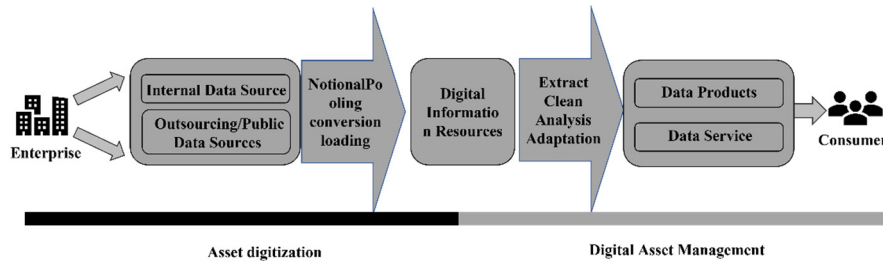 Enterprise
Internal Data Source
Outsourcing/Public
Data Sources
NotionalPo
oling
conversion
loading
Digital
Informatio
n Resources
Extract
Clean
Analysis
Adaptation
Data Products
Data Service
Consumer
Asset digitization
Digital Asset Management